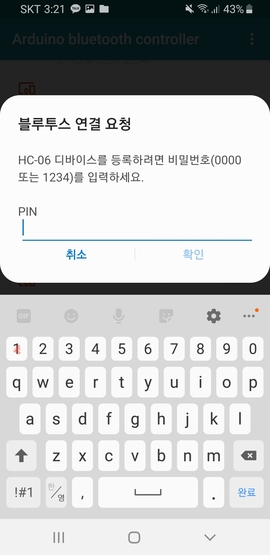 SKT 3:21 43%
Arduino bluetooth controller
블루투스 연결 요청
HC-06 디바이스를 등록하려면 비밀번호(0000
또는 1234)를 입력하세요.
PIN
취소 확인
GIF
1 2 3 4 5 6 7 8 9 0
q w e r t y u i o p
a s d f g h j k l
z x c v b n m
!#1 한/영 , . 완료